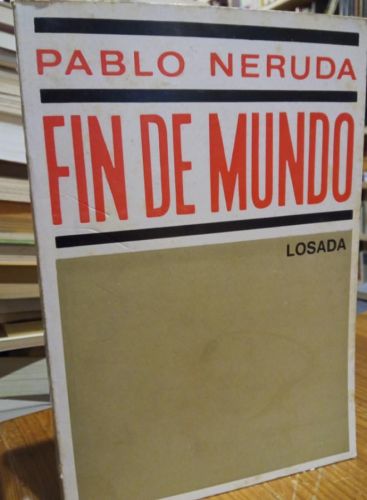 PABLO NERUDA
FIN DE MUNDO
LOSADA